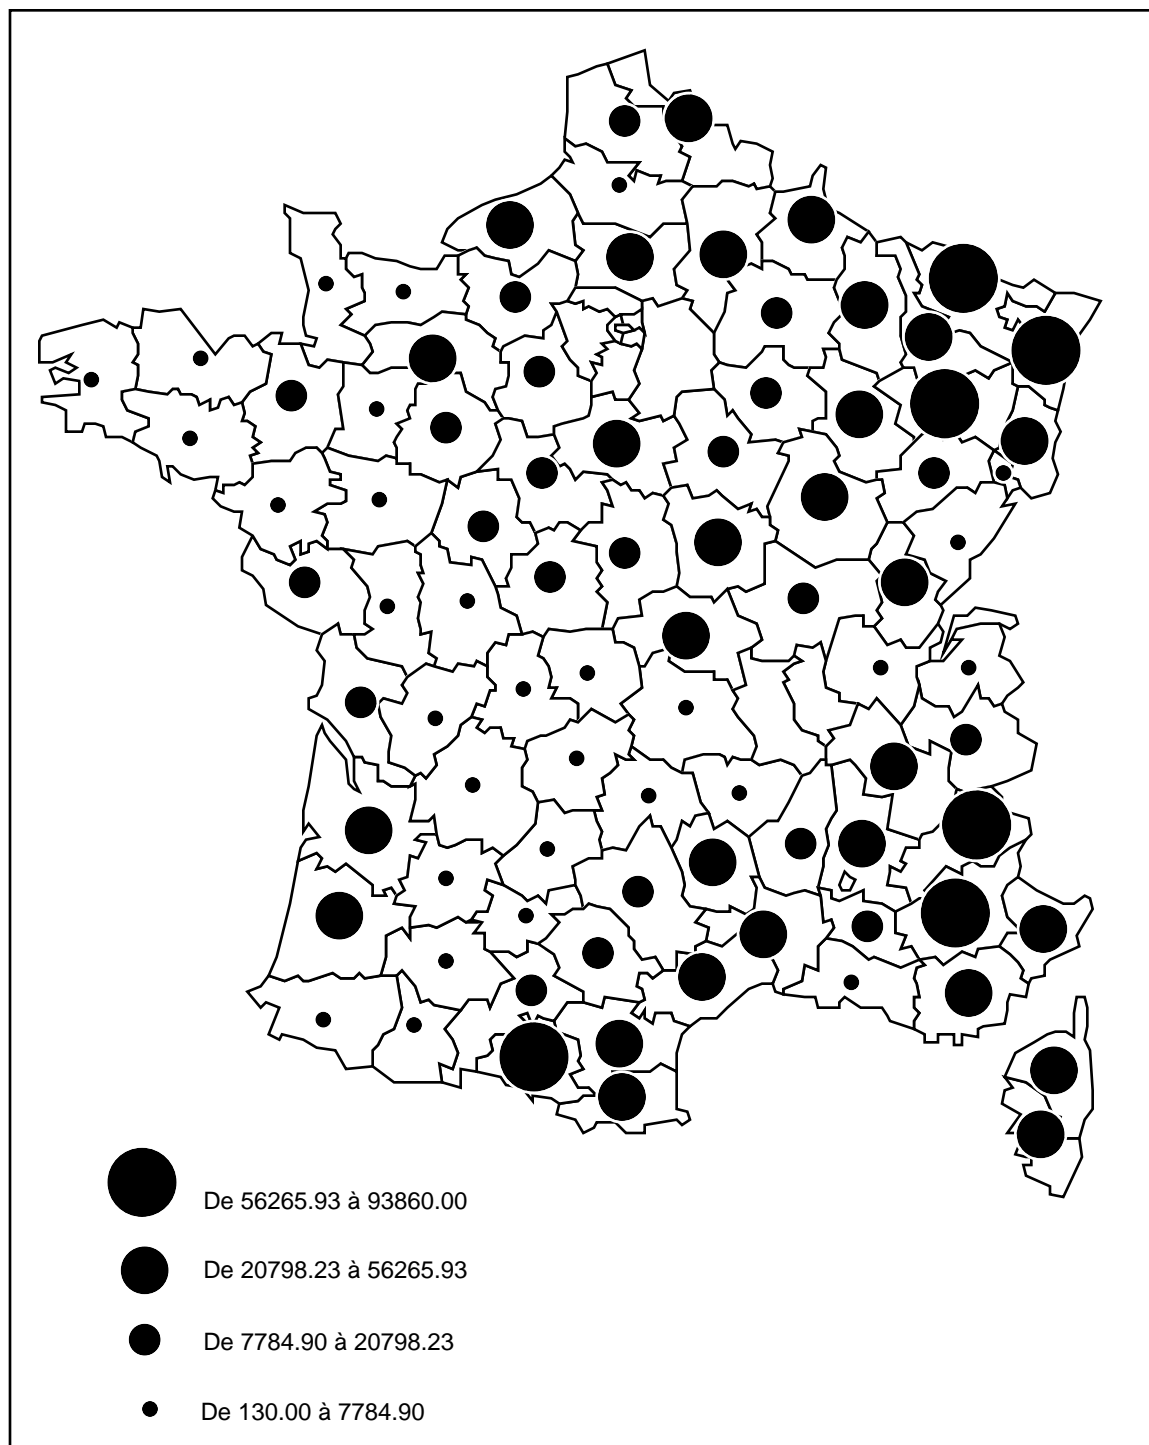 De 56265.93 à 93860.00
De 20798.23 à 56265.93
De 7784.90 à 20798.23
De 130.00 à 7784.90